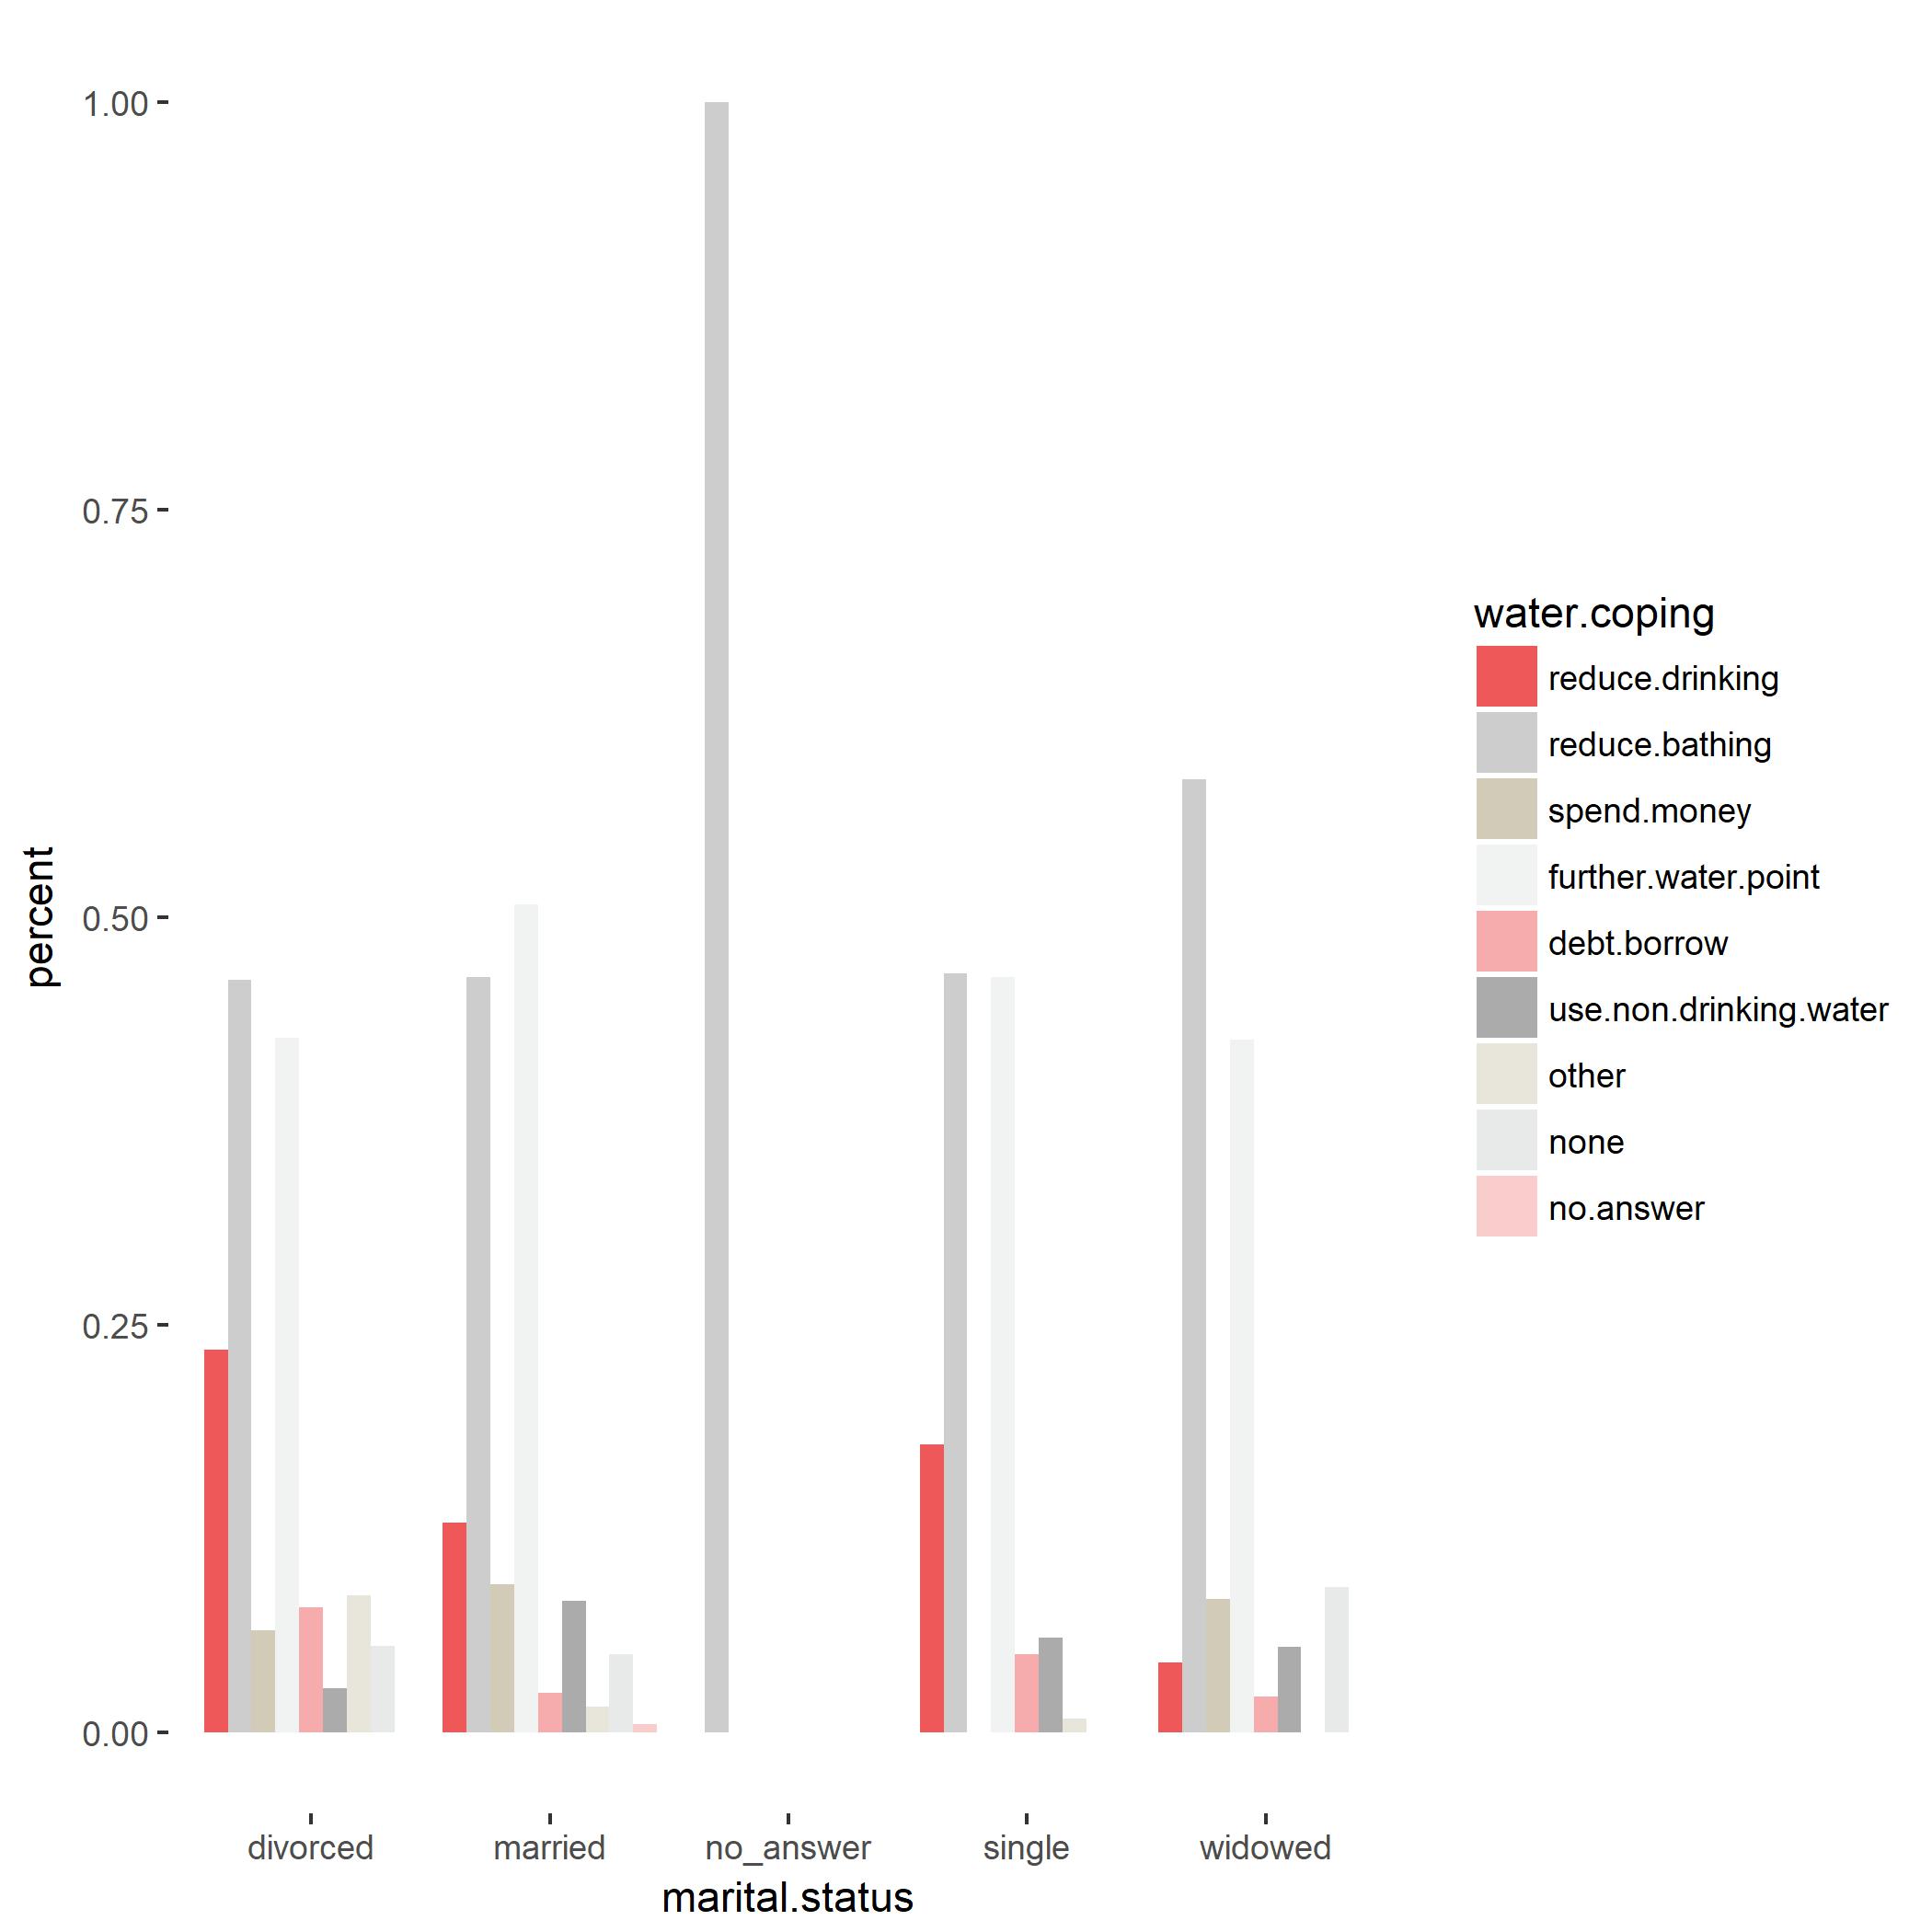 1.00
0.75
0.50
0.25
0.00
percent
divorced married no_answer single widowed
marital.status
water.coping
reduce.drinking
reduce.bathing
spend.money
further.water.point
debt.borrow
use.non.drinking.water
other
none
no.answer